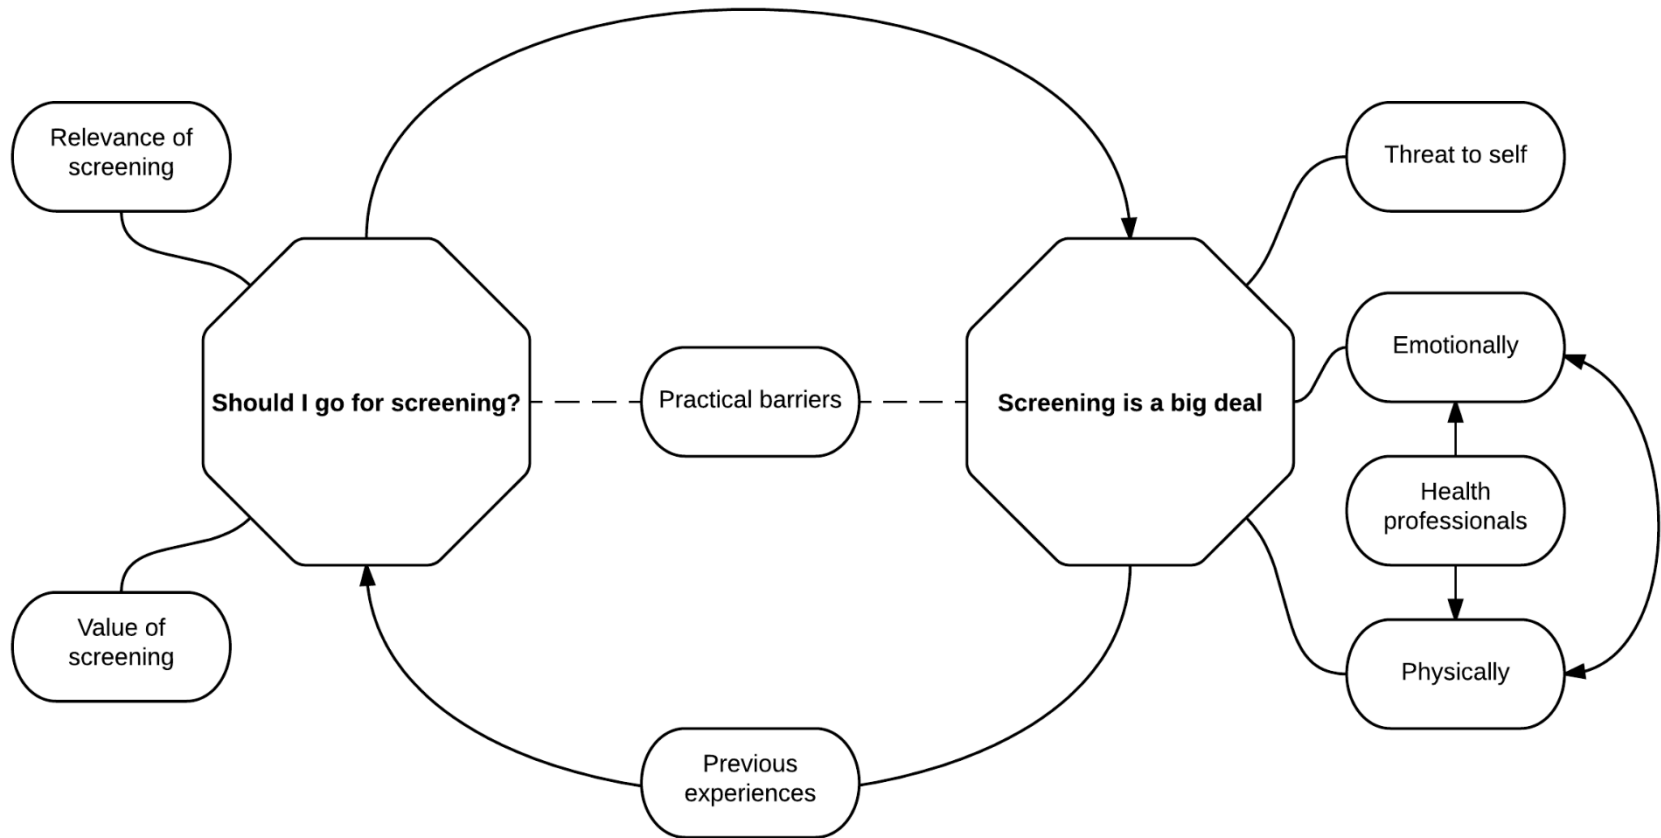 Relevance of
screening
Threat to self
Emotionally
Should I go for screening?
Practical barriers
Screening is a big deal
Health
professionals
Value of
screening
Physically
Previous
experiences